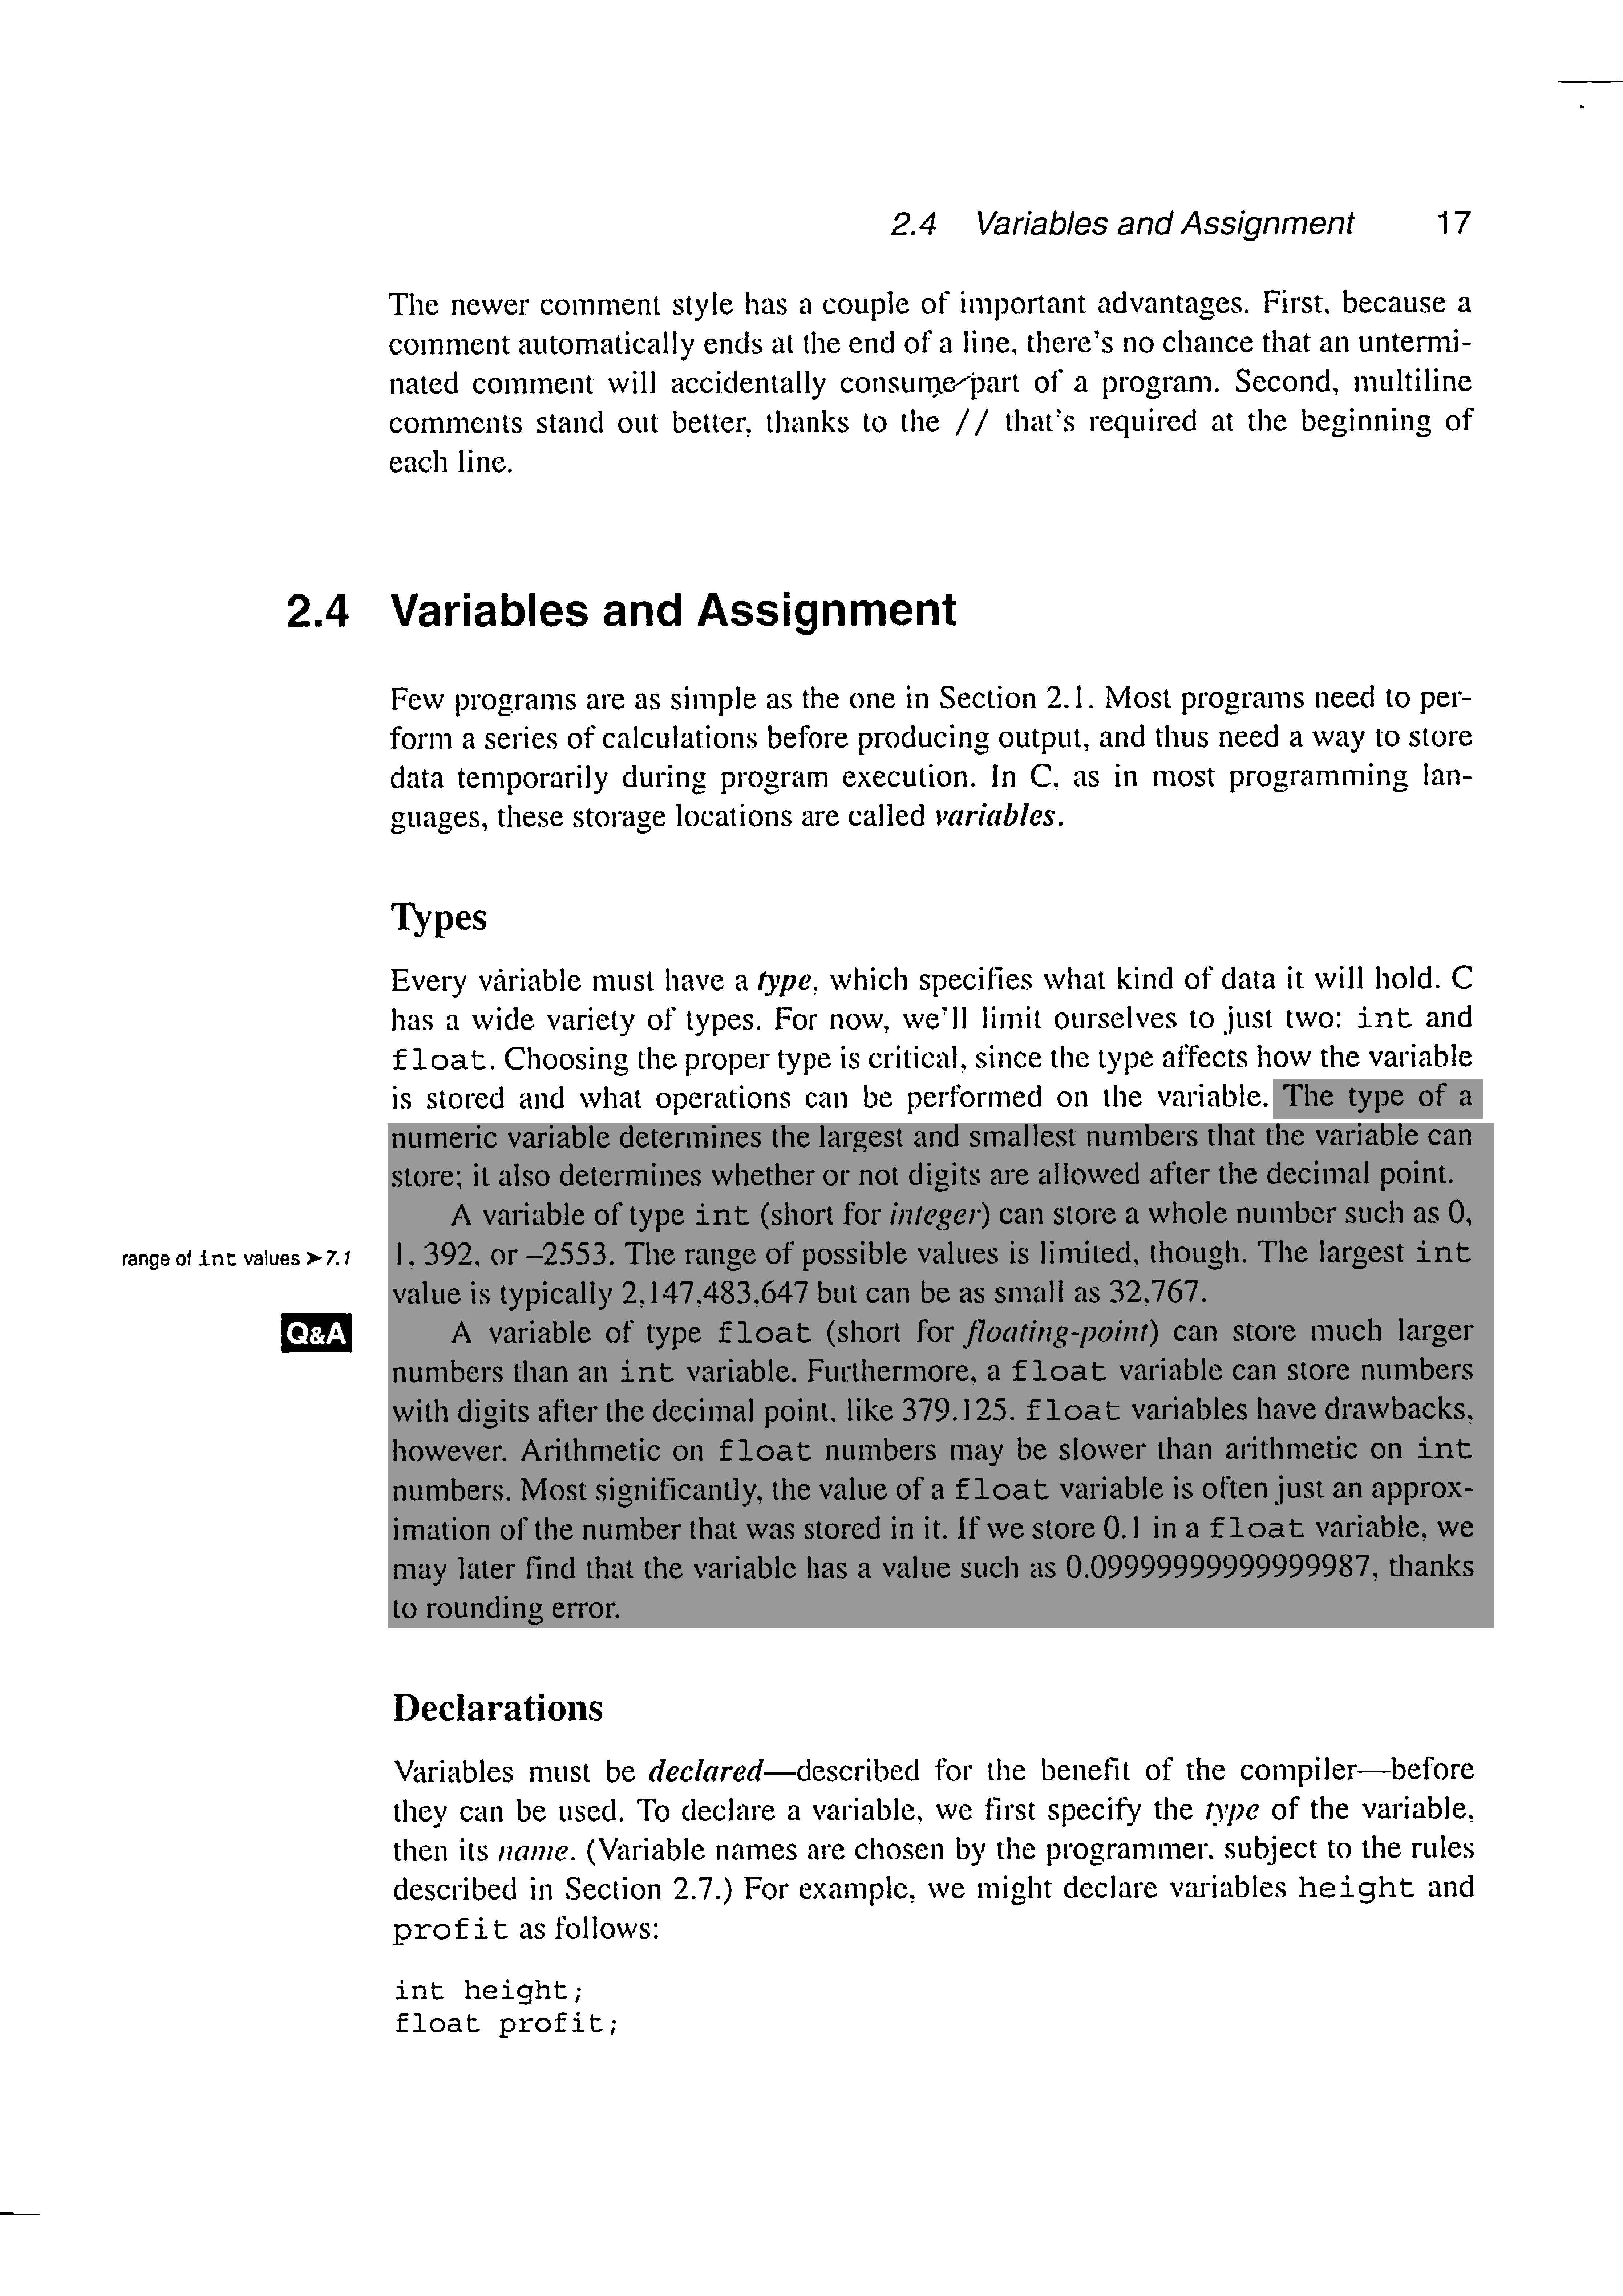 2.4 Variables and Assignment 17
The newer comment style has a couple of important advantages. First, because a
comment automatically ends at the end of a line, there's no chance that an untermi-
nated comment will accidentally consume part of a program. Second, multiline
comments stand out better, thanks to the // that's required at the beginning of
each line.
2.4 Variables and Assignment
Few programs are as simple as the one in Section 2.1. Most programs need to per-
form a series of calculations before producing output, and thus need a way to store
data temporarily during program execution. In C, as in most programming lan-
guages, these storage locations are called variables.
Types
Every variable must have a type, which specifies what kind of data it will hold. C
has a wide variety of types. For now, we'll limit ourselves to just two: int and
float. Choosing the proper type is critical, since the type affects how the variable
is stored and what operations can be performed on the variable. The type of a
numeric variable determines the largest and smallest numbers that the variable can
store; it also determines whether or not digits are allowed after the decimal point.
A variable of type int (short for integer) can store a whole number such as 0,
range of int values ➤ 7.1 1, 392, or –2553. The range of possible values is limited, though. The largest int
value is typically 2,147,483,647 but can be as small as 32,767.
Q&A A variable of type float (short for floating-point) can store much larger
numbers than an int variable. Furthermore, a float variable can store numbers
with digits after the decimal point, like 379.125. float variables have drawbacks,
however. Arithmetic on float numbers may be slower than arithmetic on int
numbers. Most significantly, the value of a float variable is often just an approx-
imation of the number that was stored in it. If we store 0.1 in a float variable, we
may later find that the variable has a value such as 0.09999999999999987, thanks
to rounding error.
Declarations
Variables must be declared—described for the benefit of the compiler—before
they can be used. To declare a variable, we first specify the type of the variable,
then its name. (Variable names are chosen by the programmer, subject to the rules
described in Section 2.7.) For example, we might declare variables height and
profit as follows:
int height;
float profit;